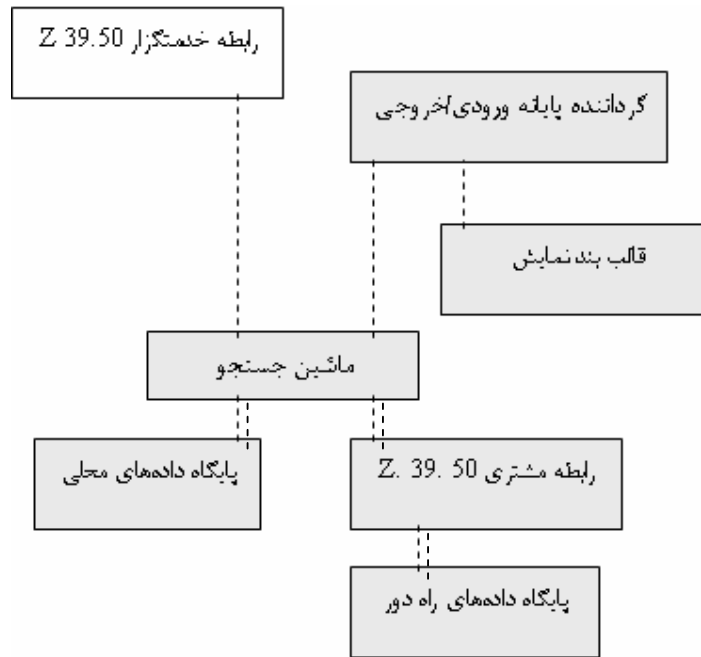 رابطه خدمتگزار Z 39.50
گرداننده پایانه ورودی/خروجی
قالب بند نمایش
ماشین جستجو
پایگاه داده‌های محلی
رابطه مشتری Z. 39. 50
پایگاه داده‌های راه دور